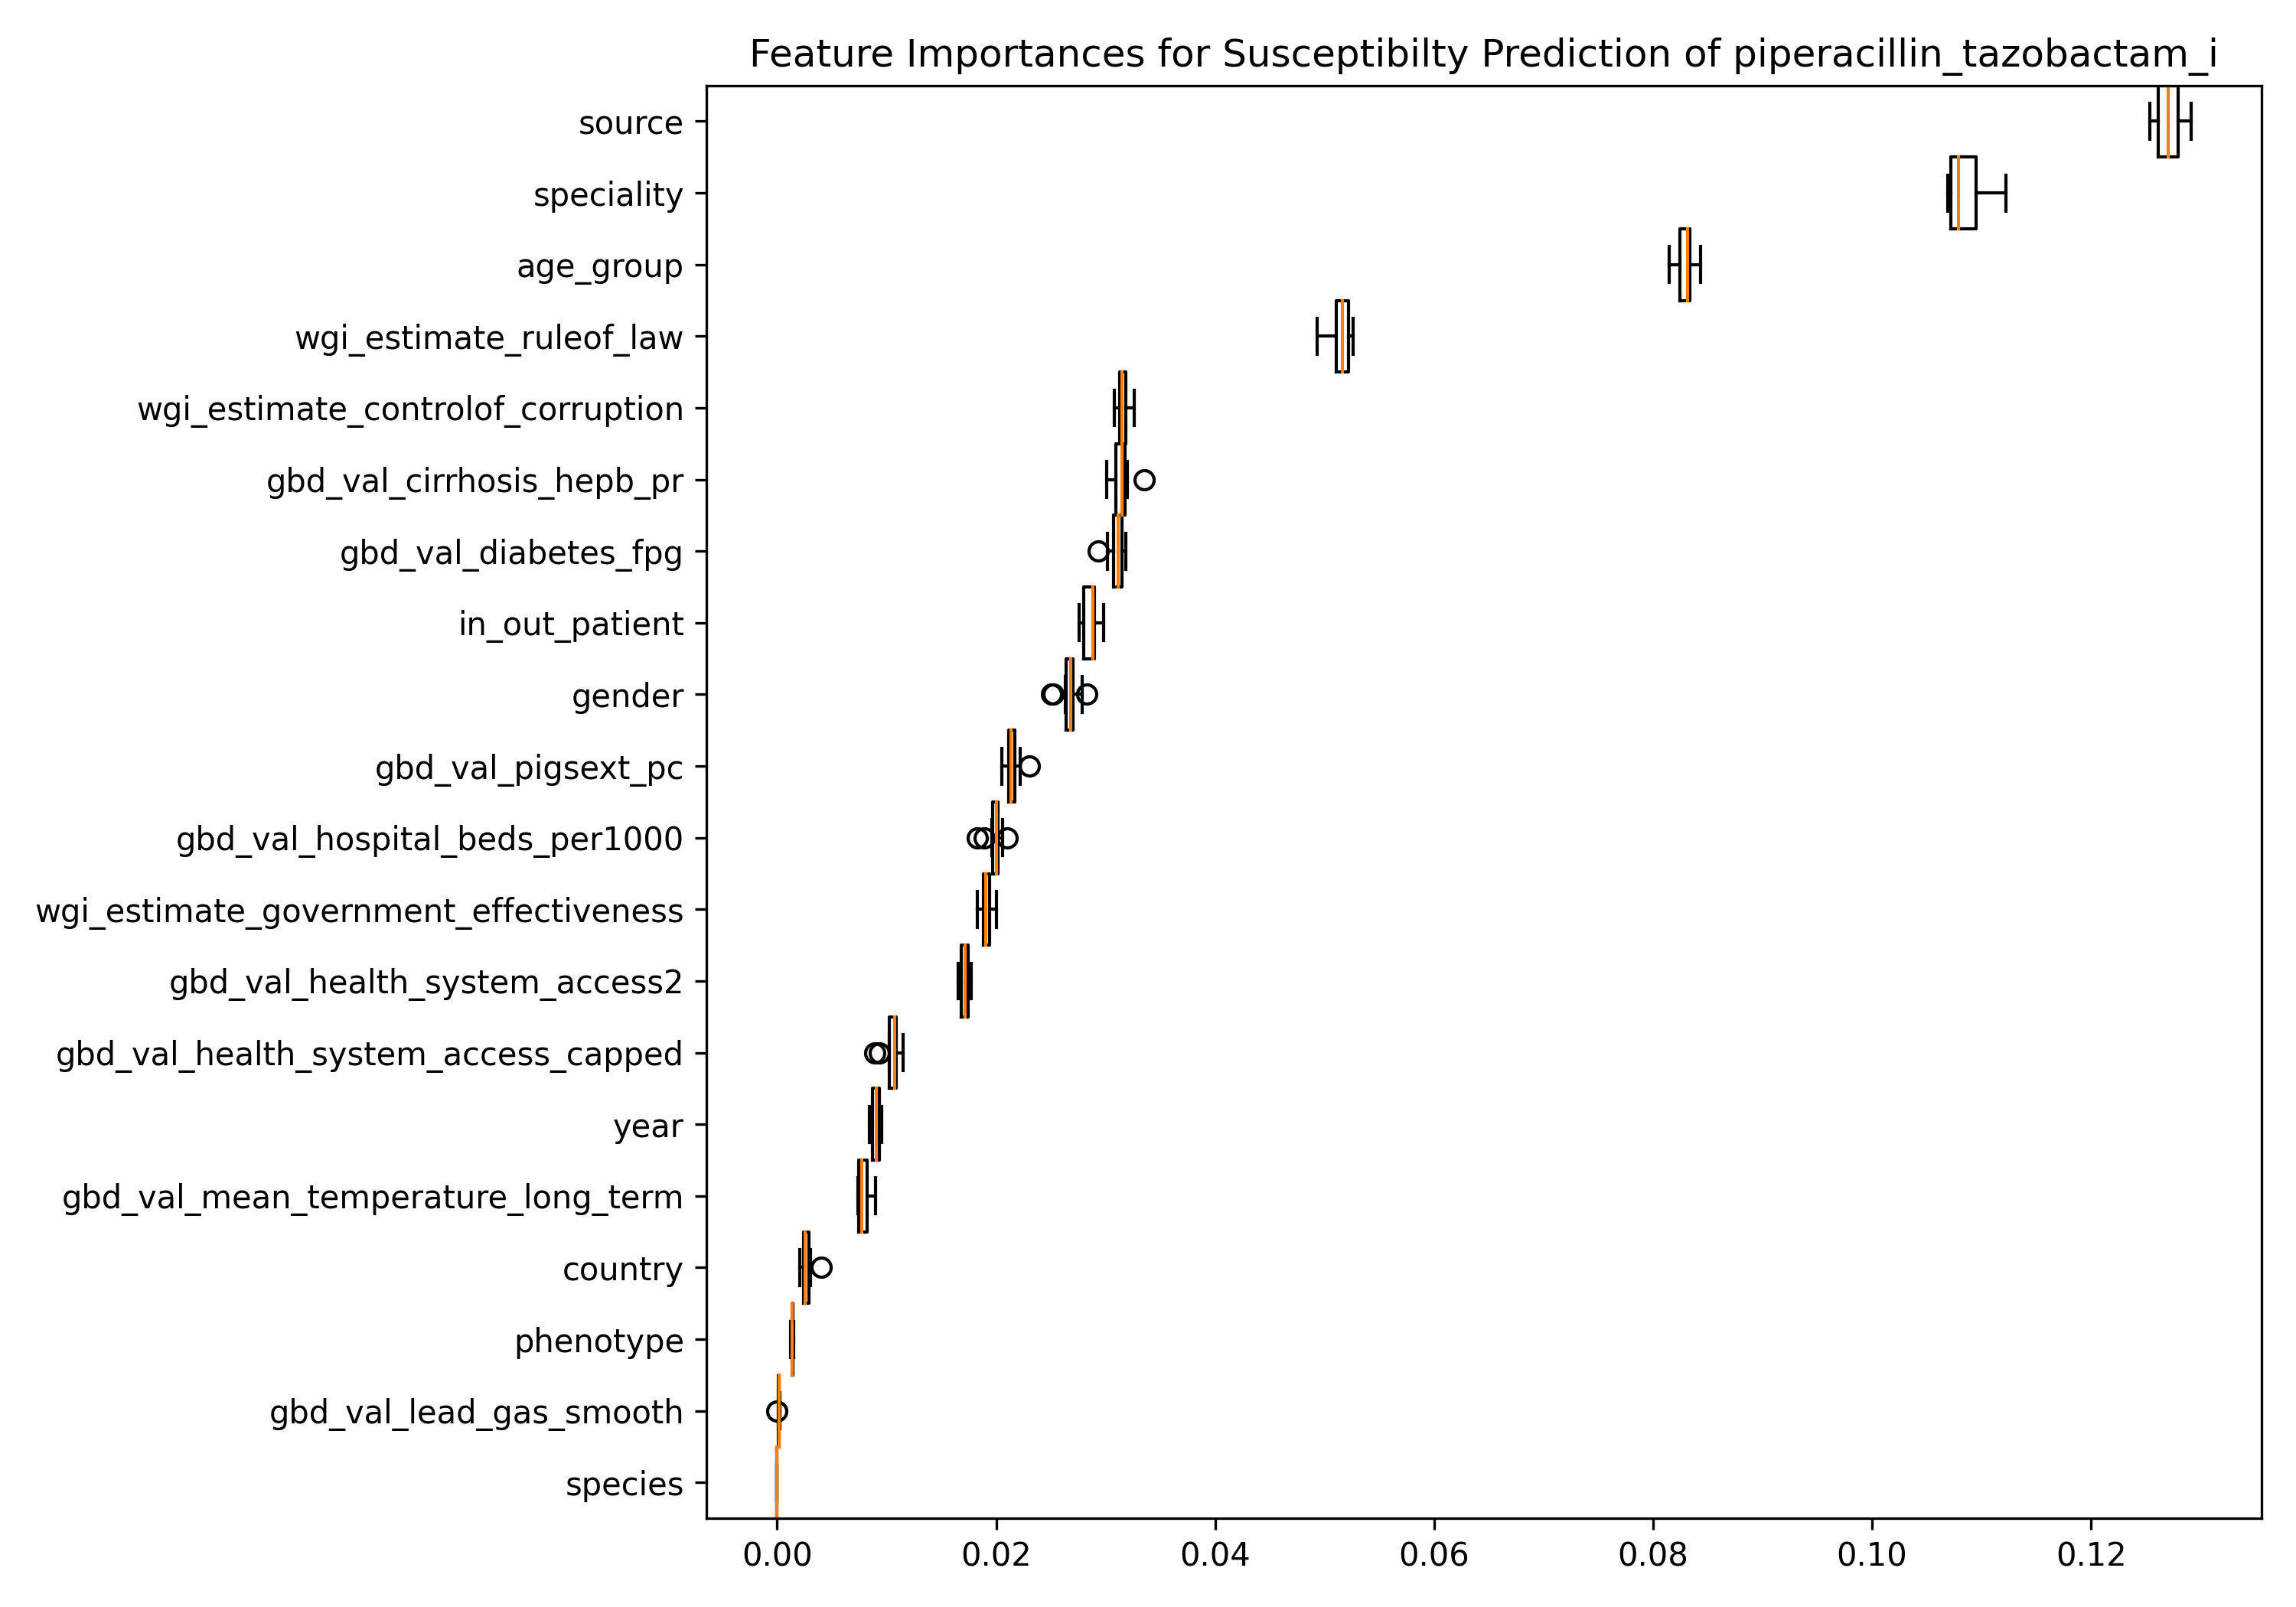 Feature Importances for Susceptibilty Prediction of piperacillin_tazobactam_i
source
speciality
age_group
wgi_estimate_ruleof_law
wgi_estimate_controlof_corruption
gbd_val_cirrhosis_hepb_pr
gbd_val_diabetes_fpg
in_out_patient
gender
gbd_val_pigsext_pc
gbd_val_hospital_beds_per1000
wgi_estimate_government_effectiveness
gbd_val_health_system_access2
gbd_val_health_system_access_capped
year
gbd_val_mean_temperature_long_term
country
phenotype
gbd_val_lead_gas_smooth
species
0.00 0.02 0.04 0.06 0.08 0.10 0.12